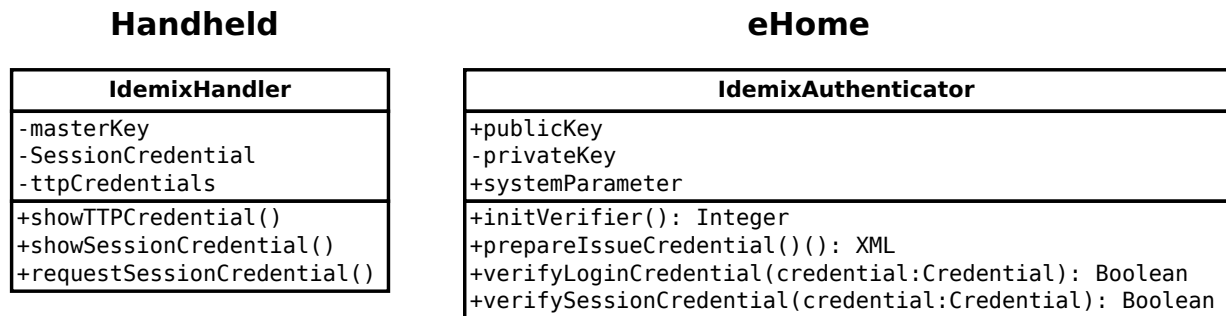 Handheld
eHome
IdemixHandler
-masterKey
-SessionCredential
-ttpCredentials
+showTTPCredential()
+showSessionCredential()
+requestSessionCredential()
IdemixAuthenticator
+publicKey
-privateKey
+systemParameter
+initVerifier(): Integer
+prepareIssueCredential()(): XML
+verifyLoginCredential(credential:Credential): Boolean
+verifySessionCredential(credential:Credential): Boolean